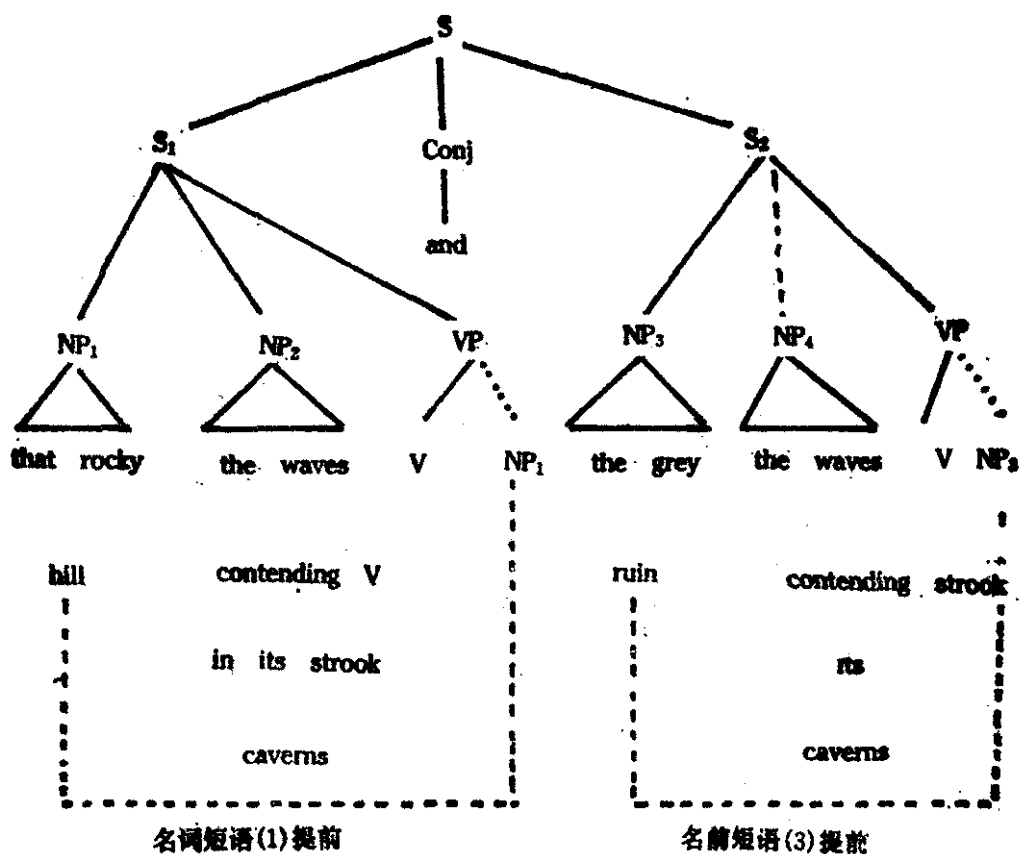 S
S₁ Conj S₂
and
NP₁ NP₂ VP NP₃ NP₄ VP
that rocky the waves V NP₁ the grey the waves V NP₃
hill contending V ruin contending strook
in its strook rts
caverns caverns
名词短语(1)提前 名前短语(3)提前